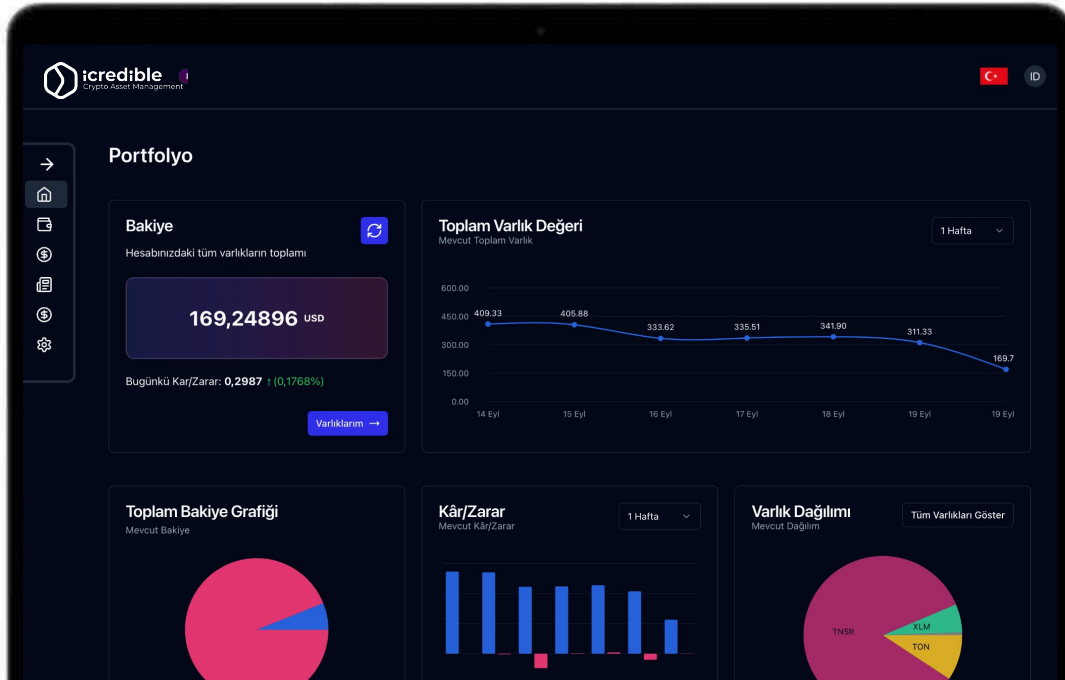 icredible
Crypto Asset Management
ID
Portfolyo
Bakiye
Hesabınızdaki tüm varlıkların toplamı
169,24896 USD
Bugünkü Kar/Zarar: 0,2987 ↑ (0,1768%)
Varlıklarım →
Toplam Varlık Değeri
Mevcut Toplam Varlık
1 Hafta
600.00
450.00
300.00
150.00
0.00
409.33
405.88
333.62
335.51
341.90
311.33
169.7
14 Eyl
15 Eyl
16 Eyl
17 Eyl
18 Eyl
19 Eyl
19 Eyl
Toplam Bakiye Grafiği
Mevcut Bakiye
Kâr/Zarar
Mevcut Kâr/Zarar
1 Hafta
Varlık Dağılımı
Mevcut Dağılım
Tüm Varlıkları Göster
TNSR
XLM
TON